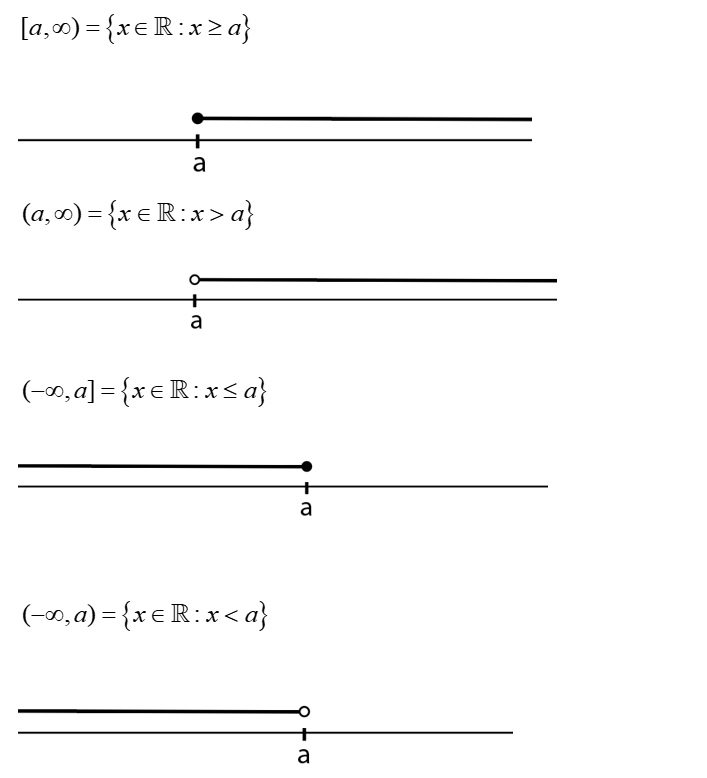 [a,∞) = {x ∈ ℝ : x ≥ a}
a
(a,∞) = {x ∈ ℝ : x > a}
a
(−∞,a] = {x ∈ ℝ : x ≤ a}
a
(−∞,a) = {x ∈ ℝ : x < a}
a